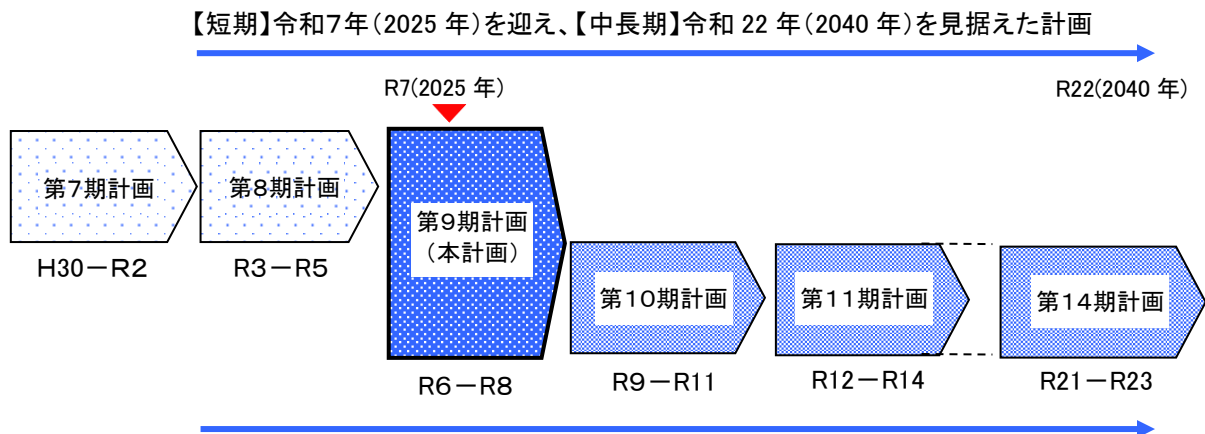 【短期】令和7年(2025 年)を迎え、【中長期】令和 22 年(2040 年)を見据えた計画
R7(2025 年)
R22(2040 年)
第7期計画
第8期計画
第9期計画
（本計画）
第10期計画
第11期計画
第14期計画
H30－R2
R3－R5
R6－R8
R9－R11
R12－R14
R21－R23